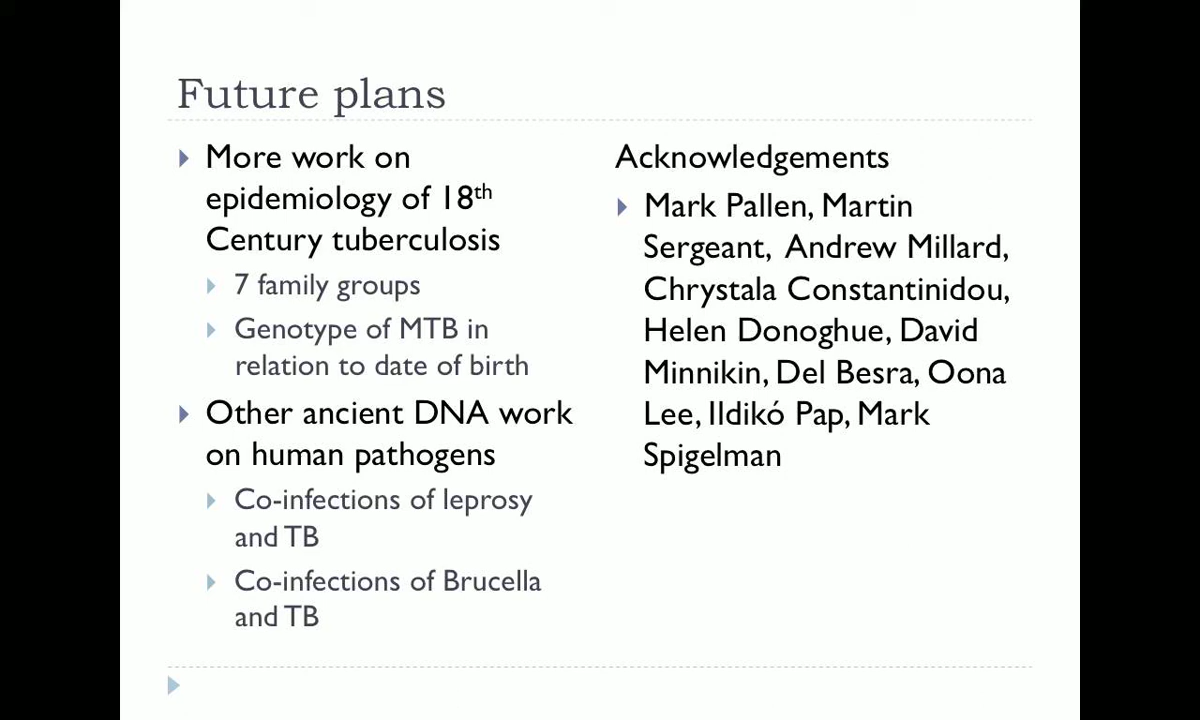 Future plans
More work on
epidemiology of 18th
Century tuberculosis
7 family groups
Genotype of MTB in
relation to date of birth
Other ancient DNA work
on human pathogens
Co-infections of leprosy
and TB
Co-infections of Brucella
and TB
Acknowledgements
Mark Pallen, Martin
Sergeant, Andrew Millard,
Chrystala Constantinidou,
Helen Donoghue, David
Minnikin, Del Besra, Oona
Lee, Ildikó Pap, Mark
Spigelman